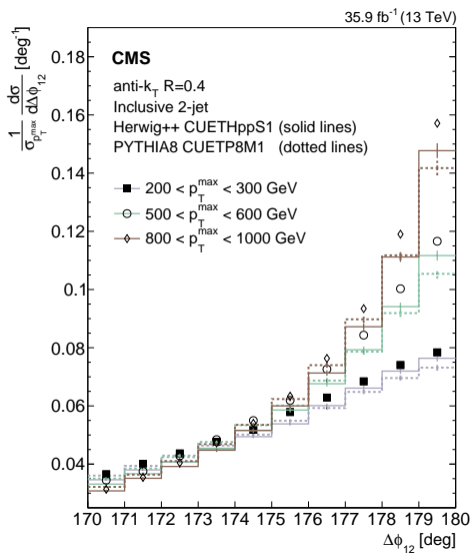 35.9 fb⁻¹ (13 TeV)
1/σ_{p_T^{max}} dσ/dΔϕ₁₂ [deg⁻¹]
CMS
anti-k_T R=0.4
Inclusive 2-jet
Herwig++ CUETHppS1 (solid lines)
PYTHIA8 CUETP8M1 (dotted lines)
200 < p_T^{max} < 300 GeV
500 < p_T^{max} < 600 GeV
800 < p_T^{max} < 1000 GeV
0.18
0.16
0.14
0.12
0.1
0.08
0.06
0.04
170 171 172 173 174 175 176 177 178 179 180
Δϕ₁₂ [deg]